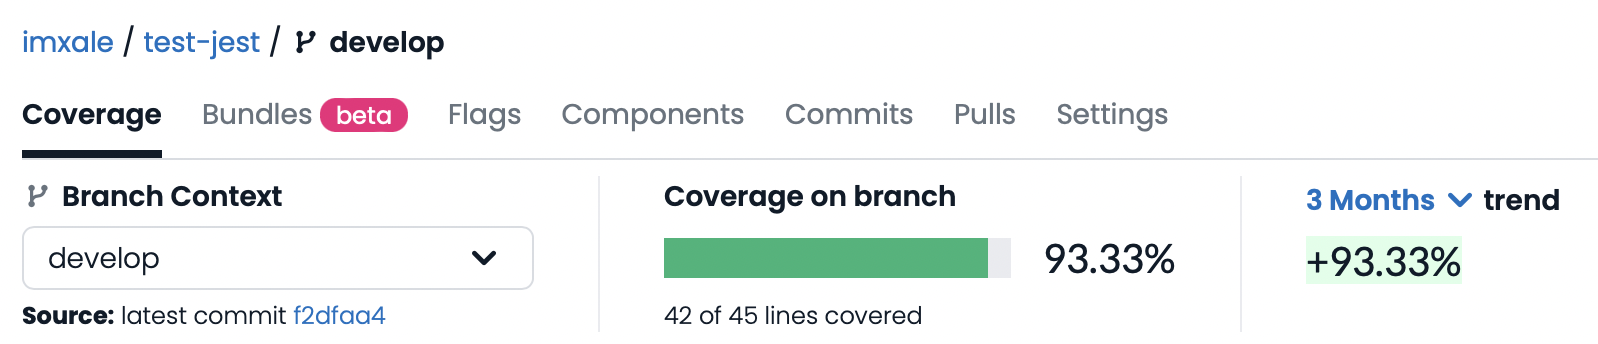 imxale / test-jest / develop
Coverage Bundles beta Flags Components Commits Pulls Settings
Branch Context
develop
Source: latest commit f2dfaa4
Coverage on branch
93.33%
42 of 45 lines covered
3 Months trend
+93.33%